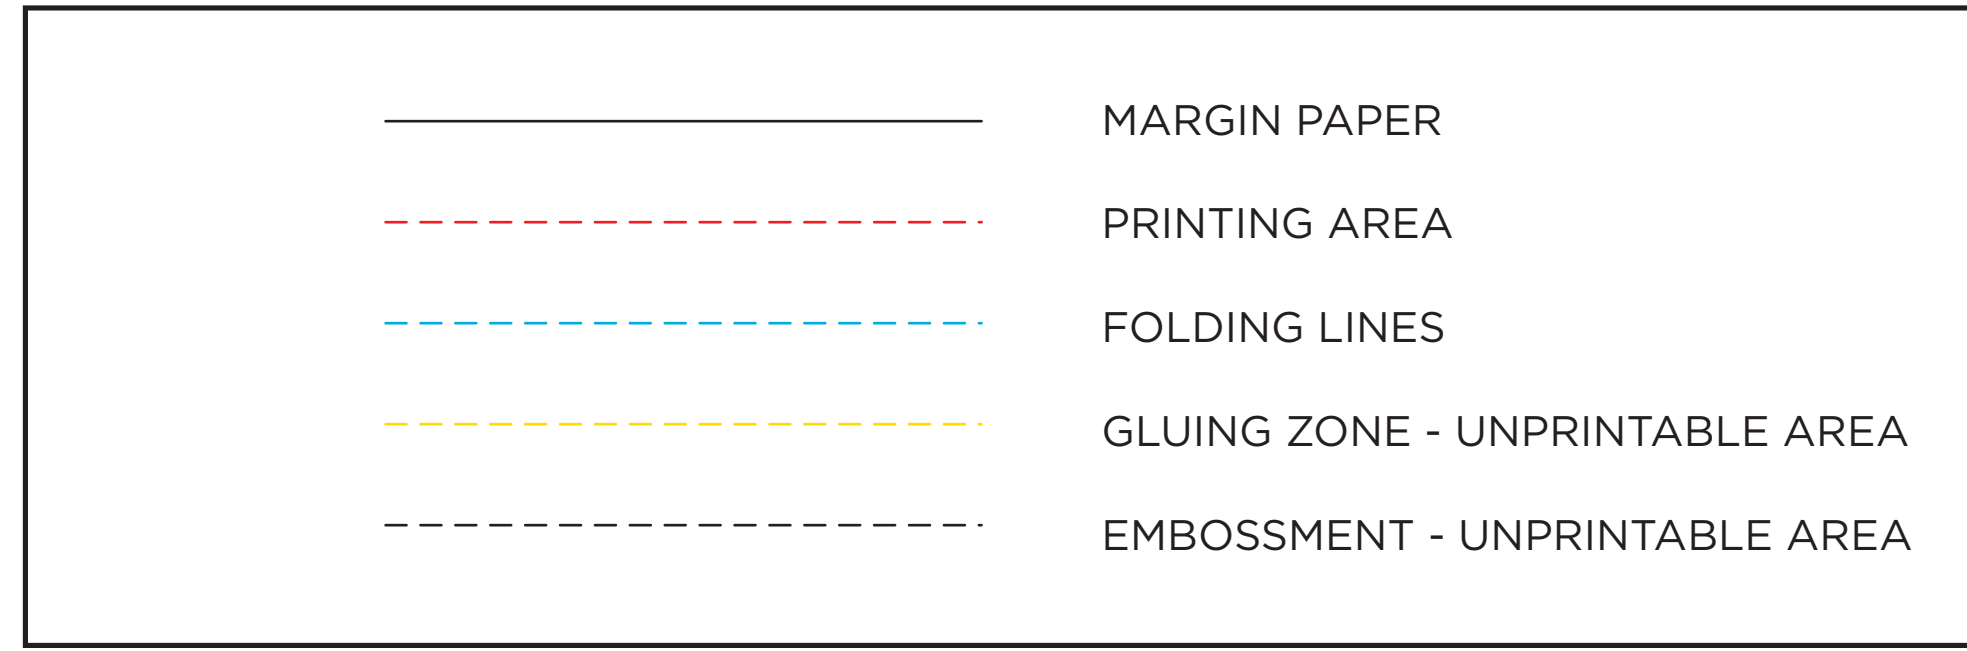 MARGIN PAPER
PRINTING AREA
FOLDING LINES
GLUING ZONE - UNPRINTABLE AREA
EMBOSSMENT - UNPRINTABLE AREA